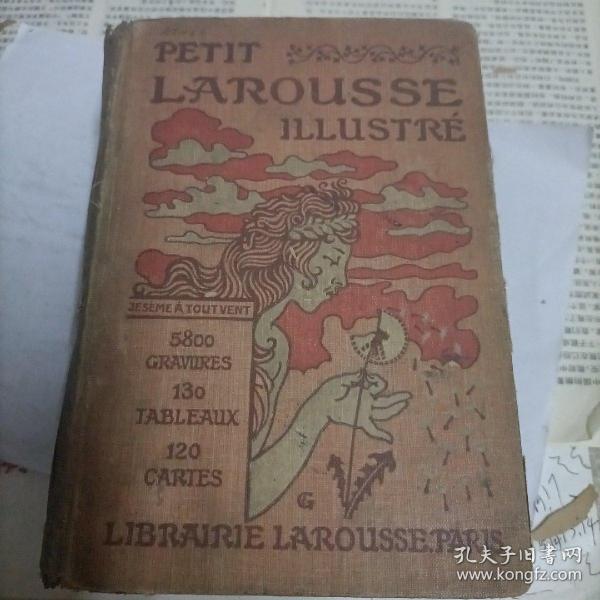 PETIT
LAROUSSE
ILLUSTRÉ
JE SÈME À TOUT VENT
5800
GRAVURES
130
TABLEAUX
120
CARTES
G
LIBRAIRIE LAROUSSE. PARIS
孔夫子旧书网
www.kongfz.com